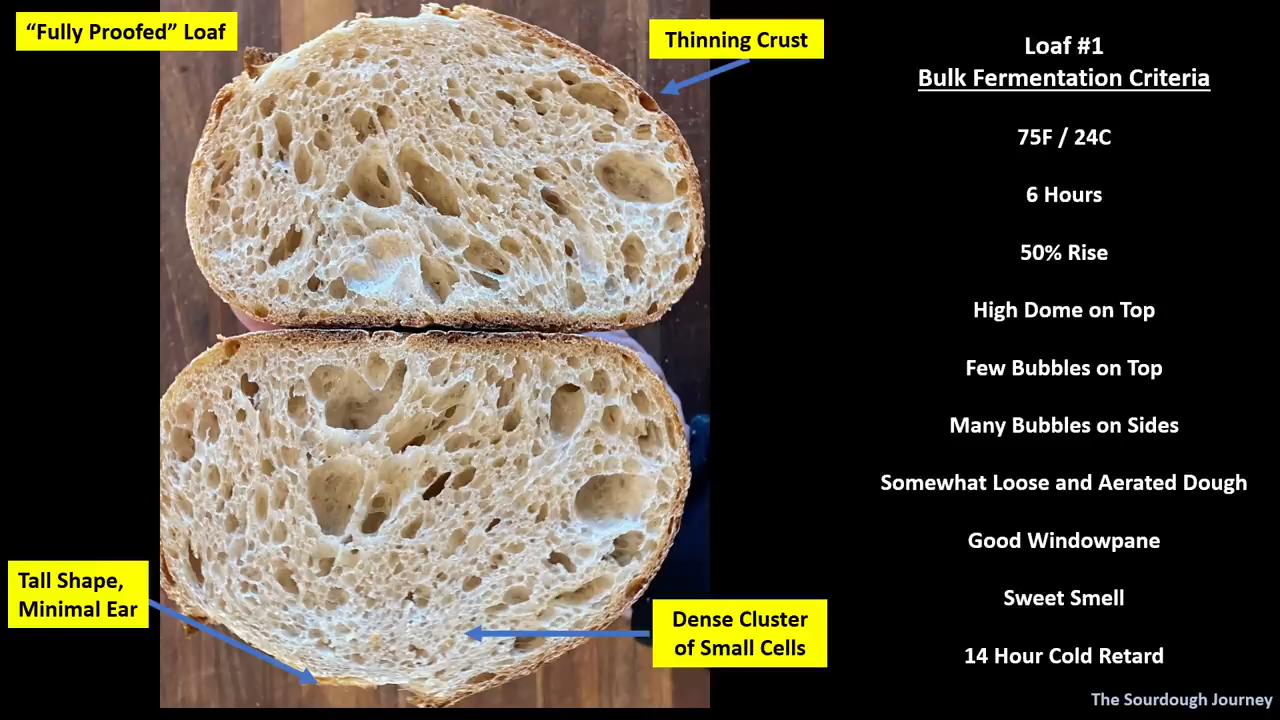 “Fully Proofed” Loaf
Thinning Crust
Tall Shape,
Minimal Ear
Dense Cluster
of Small Cells
Loaf #1
Bulk Fermentation Criteria
75F / 24C
6 Hours
50% Rise
High Dome on Top
Few Bubbles on Top
Many Bubbles on Sides
Somewhat Loose and Aerated Dough
Good Windowpane
Sweet Smell
14 Hour Cold Retard
The Sourdough Journey